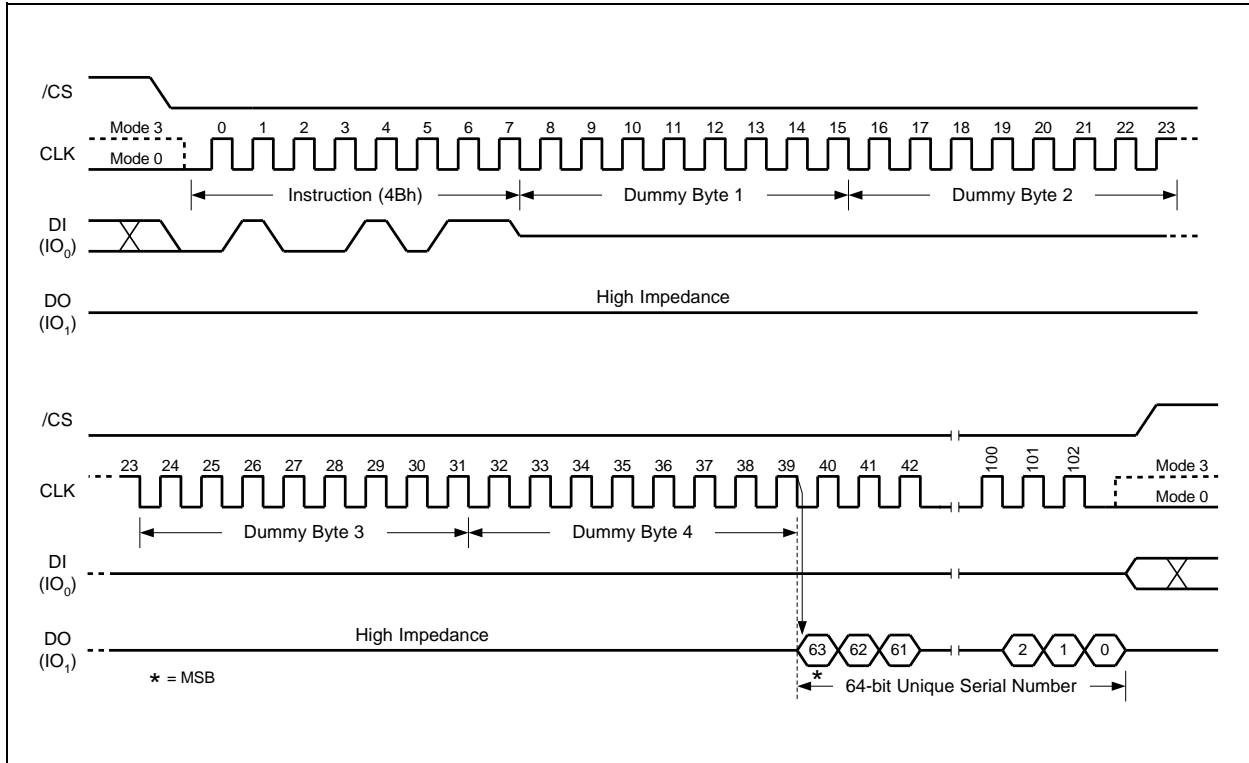 /CS
Mode 3
0 1 2 3 4 5 6 7 8 9 10 11 12 13 14 15 16 17 18 19 20 21 22 23
CLK
Mode 0
Instruction (4Bh) Dummy Byte 1 Dummy Byte 2
DI
(IO0)
High Impedance
DO
(IO1)
/CS
23 24 25 26 27 28 29 30 31 32 33 34 35 36 37 38 39 40 41 42 100 101 102
Mode 3
CLK
Mode 0
Dummy Byte 3 Dummy Byte 4
DI
(IO0)
High Impedance
DO
(IO1)
63 62 61 2 1 0
* = MSB
*
64-bit Unique Serial Number